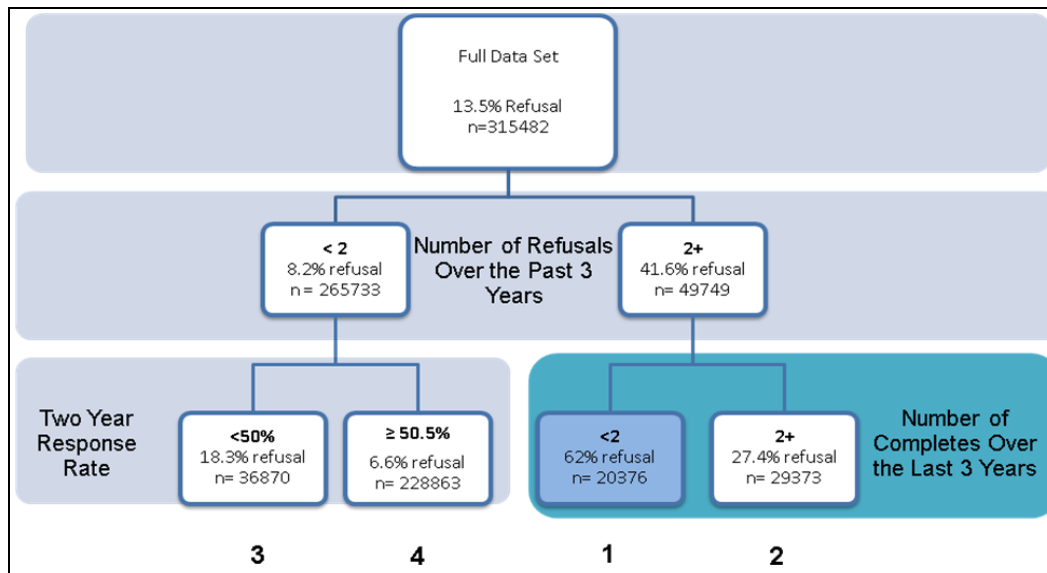 Full Data Set
13.5% Refusal
n=315482
< 2
8.2% refusal
n = 265733
Number of Refusals
Over the Past 3
Years
2+
41.6% refusal
n= 49749
Two Year
Response
Rate
<50%
18.3% refusal
n= 36870
≥ 50.5%
6.6% refusal
n= 228863
<2
62% refusal
n= 20376
2+
27.4% refusal
n= 29373
Number of
Completes Over
the Last 3 Years
3
4
1
2